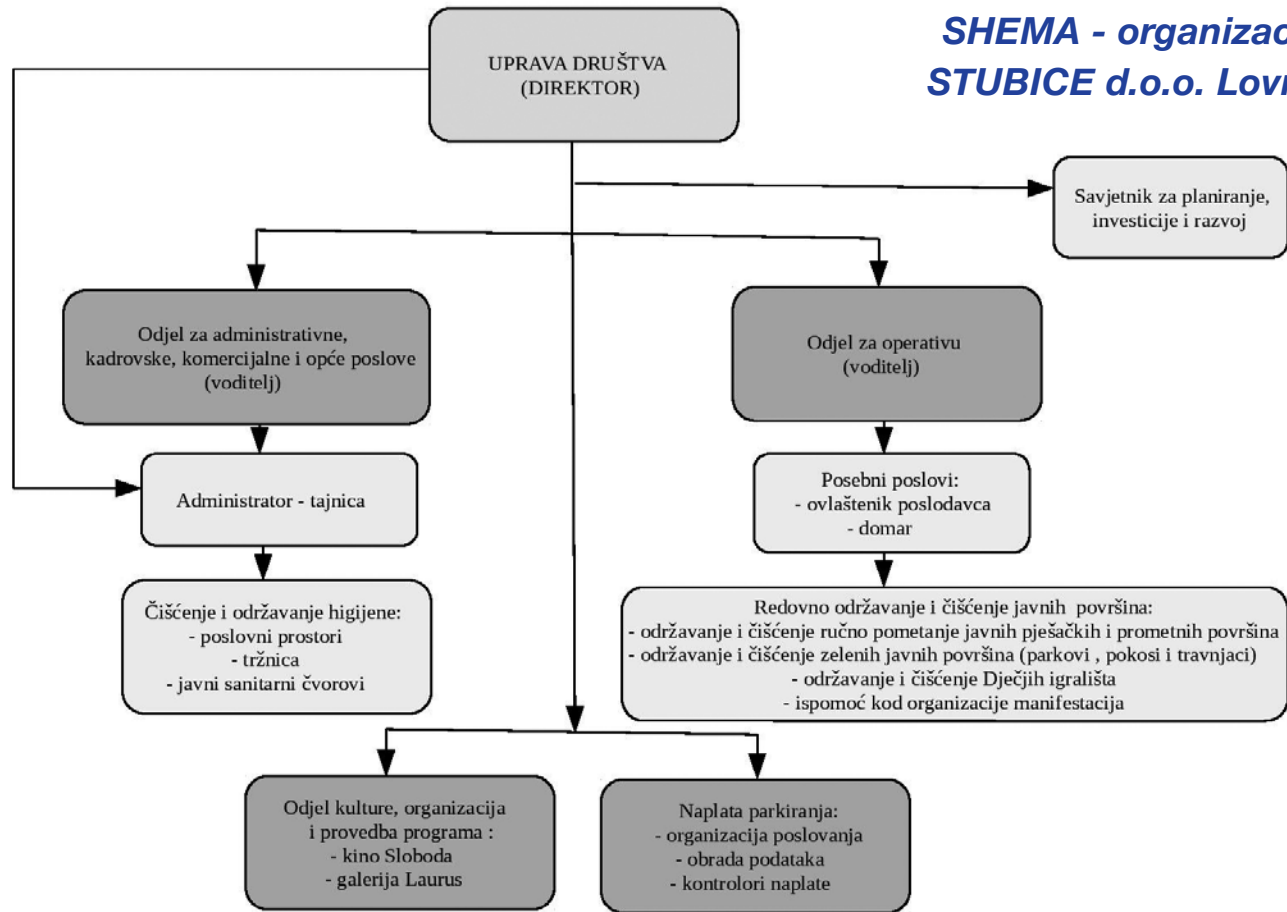 SHEMA - organizac
STUBICE d.o.o. Lovr
UPRAVA DRUŠTVA
(DIREKTOR)
Savjetnik za planiranje,
investicije i razvoj
Odjel za administrativne,
kadrovske, komercijalne i opće poslove
(voditelj)
Odjel za operativu
(voditelj)
Administrator - tajnica
Posebni poslovi:
- ovlaštenik poslodavca
- domar
Čišćenje i održavanje higijene:
- poslovni prostori
- tržnica
- javni sanitarni čvorovi
Redovno održavanje i čišćenje javnih površina:
- održavanje i čišćenje ručno pometanje javnih pješačkih i prometnih površina
- održavanje i čišćenje zelenih javnih površina (parkovi , pokosi i travnjaci)
- održavanje i čišćenje Dječjih igrališta
- ispomoć kod organizacije manifestacija
Odjel kulture, organizacija
i provedba programa :
- kino Sloboda
- galerija Laurus
Naplata parkiranja:
- organizacija poslovanja
- obrada podataka
- kontrolori naplate